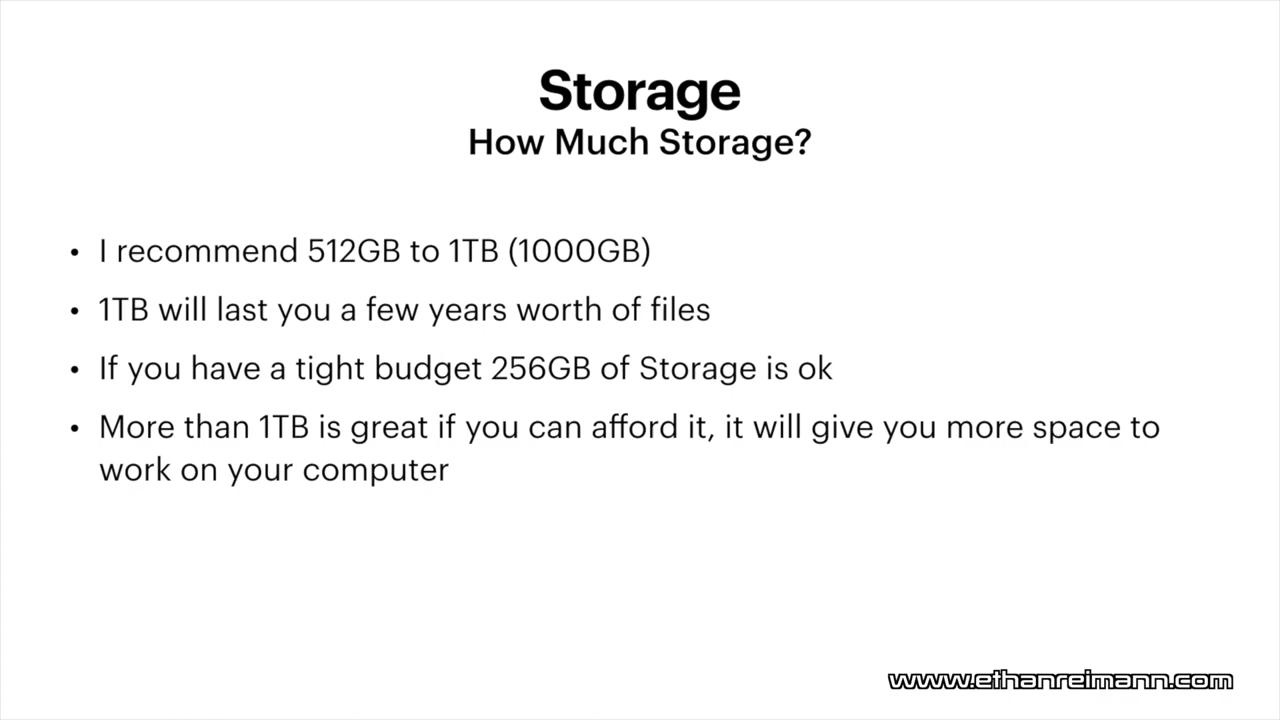 Storage
How Much Storage?
• I recommend 512GB to 1TB (1000GB)
• 1TB will last you a few years worth of files
• If you have a tight budget 256GB of Storage is ok
• More than 1TB is great if you can afford it, it will give you more space to
work on your computer
www.ethanreimann.com